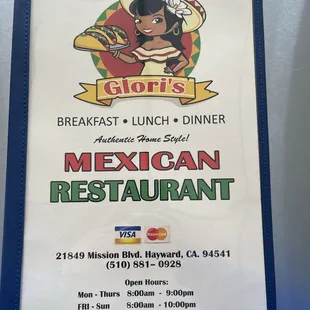 Glori's
BREAKFAST • LUNCH • DINNER
Authentic Home Style!
MEXICAN
RESTAURANT
VISA MasterCard
21849 Mission Blvd. Hayward, CA. 94541
(510) 881- 0928
Open Hours:
Mon - Thurs 8:00am - 9:00pm
FRI - Sun 8:00am - 10:00pm